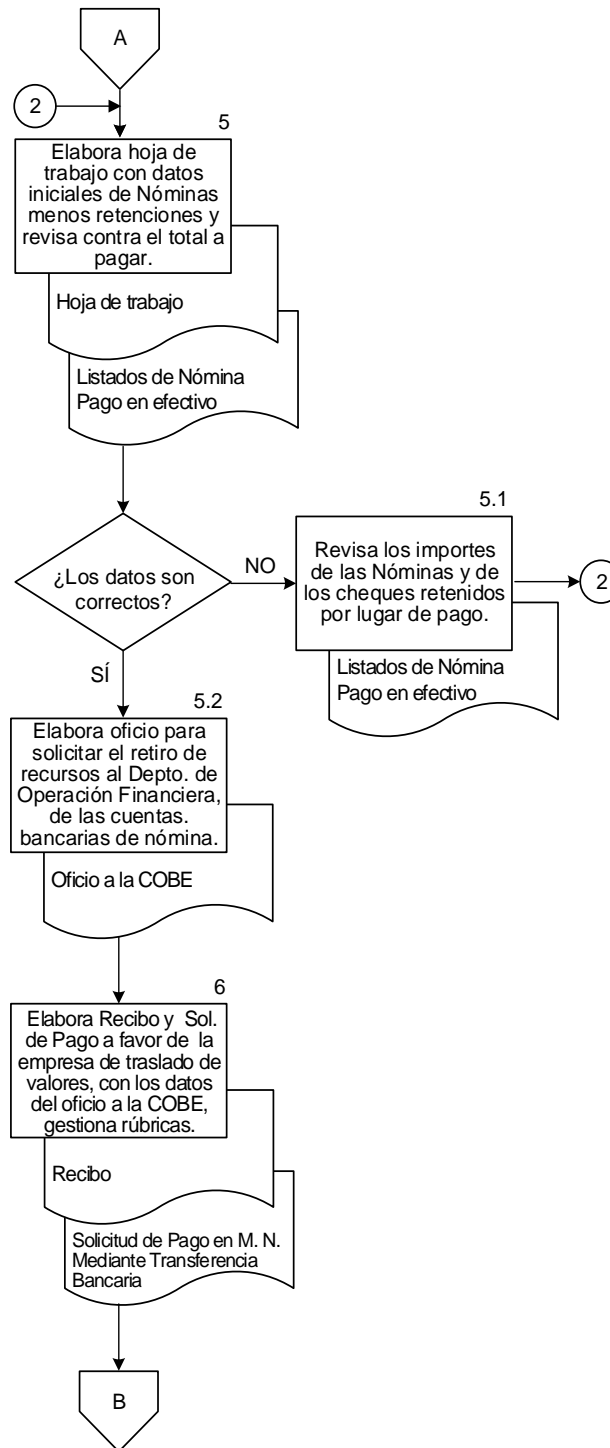 A
2
5
Elabora hoja de
trabajo con datos
iniciales de Nóminas
menos retenciones y
revisa contra el total a
pagar.
Hoja de trabajo
Listados de Nómina
Pago en efectivo
¿Los datos son
correctos?
NO
5.1
Revisa los importes
de las Nóminas y de
los cheques retenidos
por lugar de pago.
2
Listados de Nómina
Pago en efectivo
SÍ
5.2
Elabora oficio para
solicitar el retiro de
recursos al Depto. de
Operación Financiera,
de las cuentas.
bancarias de nómina.
Oficio a la COBE
6
Elabora Recibo y Sol.
de Pago a favor de la
empresa de traslado de
valores, con los datos
del oficio a la COBE,
gestiona rúbricas.
Recibo
Solicitud de Pago en M. N.
Mediante Transferencia
Bancaria
B